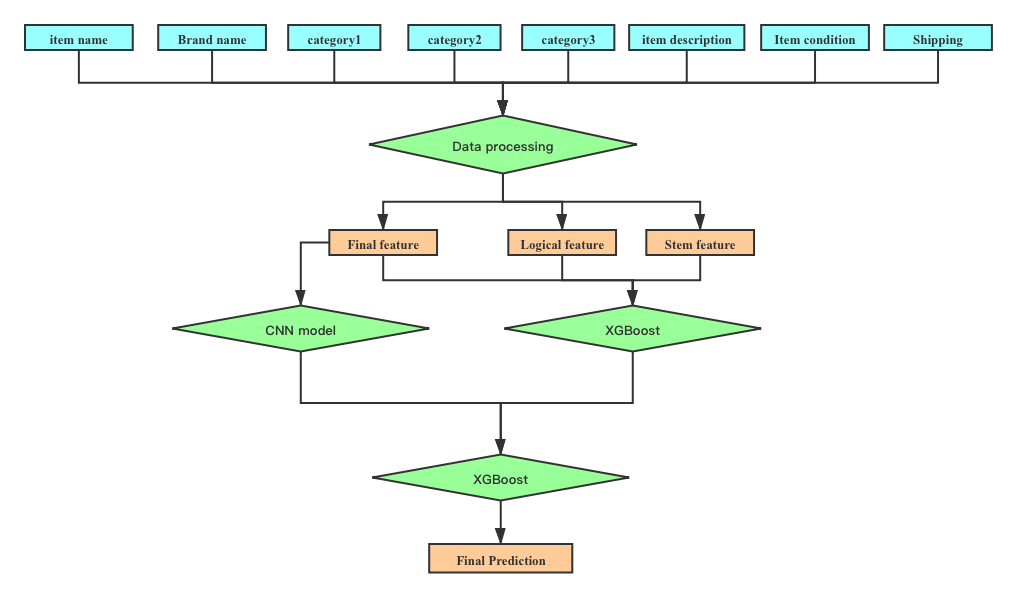 item name
Brand name
category1
category2
category3
item description
Item condition
Shipping
Data processing
Final feature
Logical feature
Stem feature
CNN model
XGBoost
XGBoost
Final Prediction